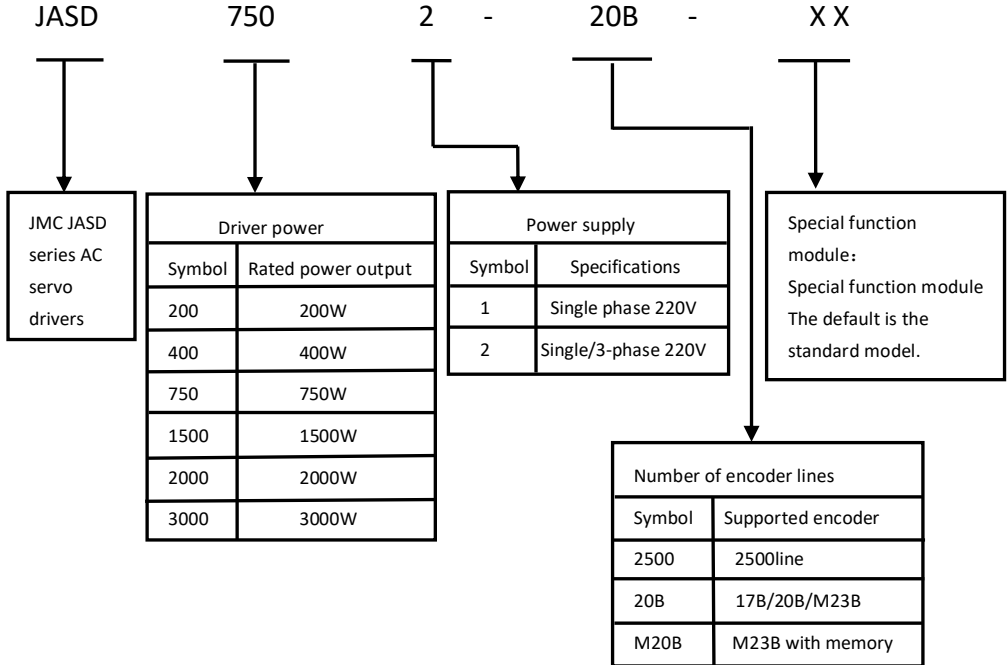 JASD 750 2 - 20B - X X
JMC JASD
series AC
servo
drivers
Driver power
Symbol Rated power output
200 200W
400 400W
750 750W
1500 1500W
2000 2000W
3000 3000W
Power supply
Symbol Specifications
1 Single phase 220V
2 Single/3-phase 220V
Special function
module：
Special function module
The default is the
standard model.
Number of encoder lines
Symbol Supported encoder
2500 2500line
20B 17B/20B/M23B
M20B M23B with memory